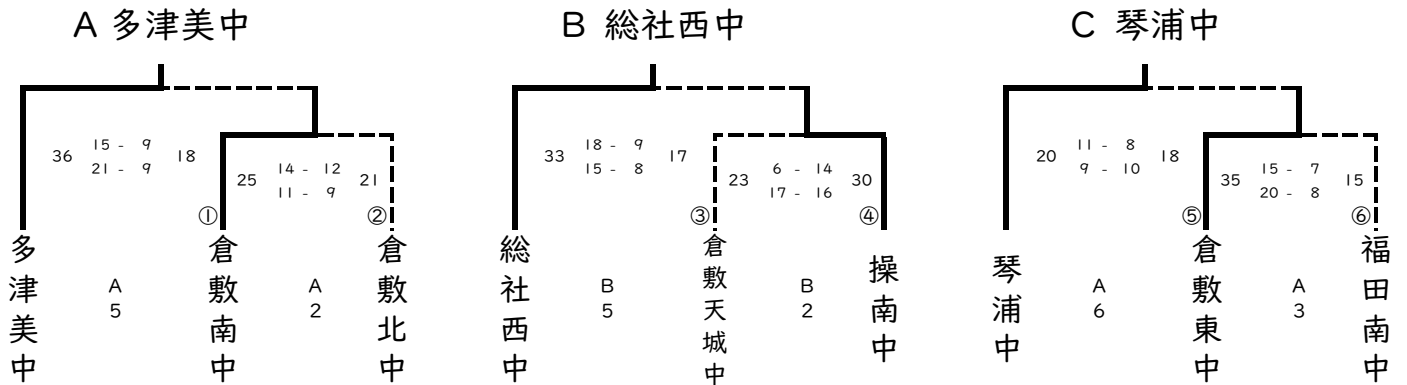 A 多津美中
B 総社西中
C 琴浦中
36 15 - 9 18
21 - 9
25 14 - 12 21
11 - 9
33 18 - 9 17
15 - 8
23 6 - 14 30
17 - 16
20 11 - 8 18
9 - 10
35 15 - 7 15
20 - 8
①
②
③
④
⑤
⑥
多津美中
A
5
倉敷南中
A
2
倉敷北中
総社西中
B
5
倉敷天城中
B
2
操南中
琴浦中
A
6
倉敷東中
A
3
福田南中